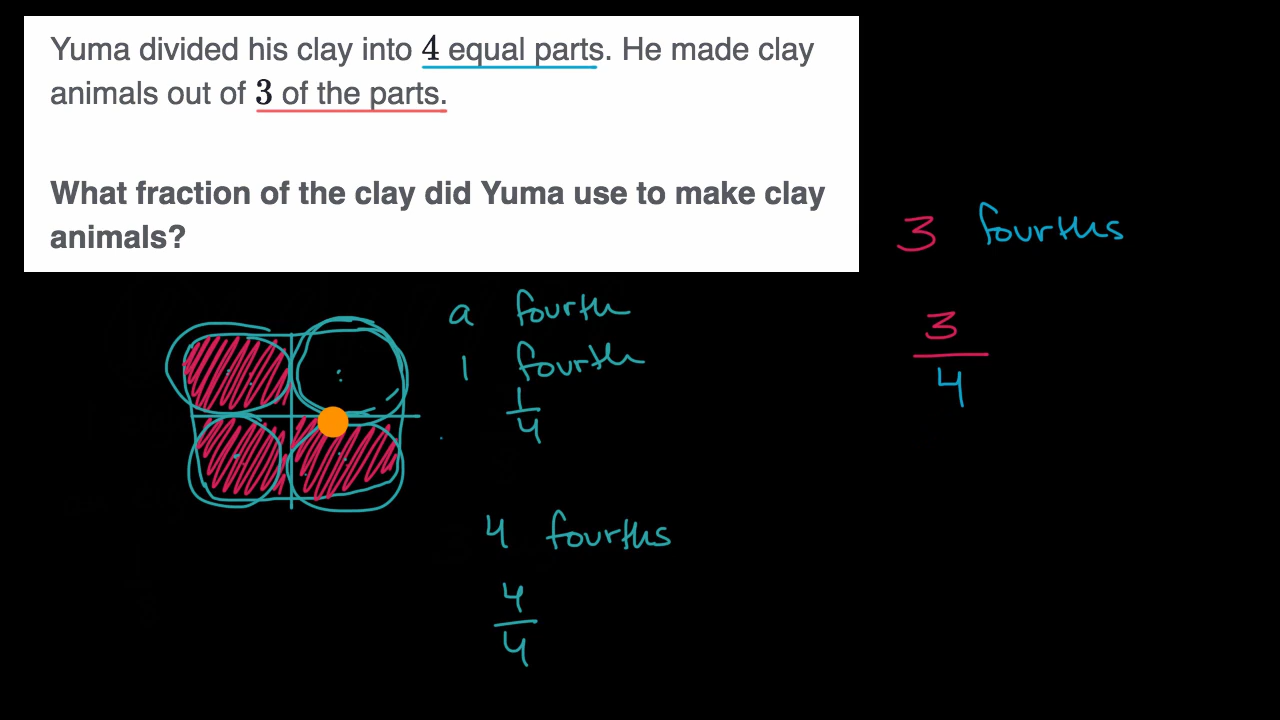 Yuma divided his clay into 4 equal parts. He made clay
animals out of 3 of the parts.
What fraction of the clay did Yuma use to make clay
animals?
3 fourths
3
4
a fourth
1 fourth
1
4
4 fourths
4
4